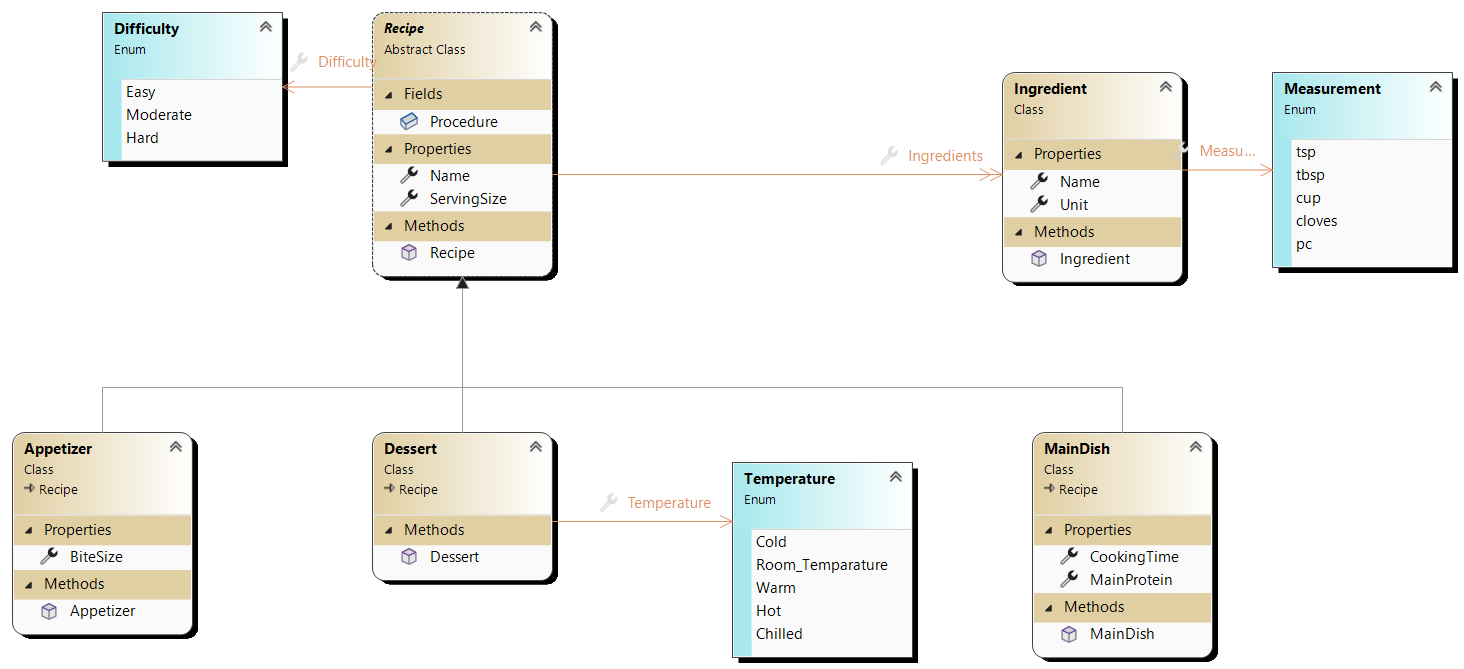 Difficulty
Enum
Easy
Moderate
Hard
Difficulty
Recipe
Abstract Class
Fields
Procedure
Properties
Name
ServingSize
Methods
Recipe
Ingredients
Ingredient
Class
Properties
Name
Unit
Methods
Ingredient
Measu...
Measurement
Enum
tsp
tbsp
cup
cloves
pc
Appetizer
Class
Recipe
Properties
BiteSize
Methods
Appetizer
Dessert
Class
Recipe
Methods
Dessert
Temperature
Temperature
Enum
Cold
Room_Temparature
Warm
Hot
Chilled
MainDish
Class
Recipe
Properties
CookingTime
MainProtein
Methods
MainDish